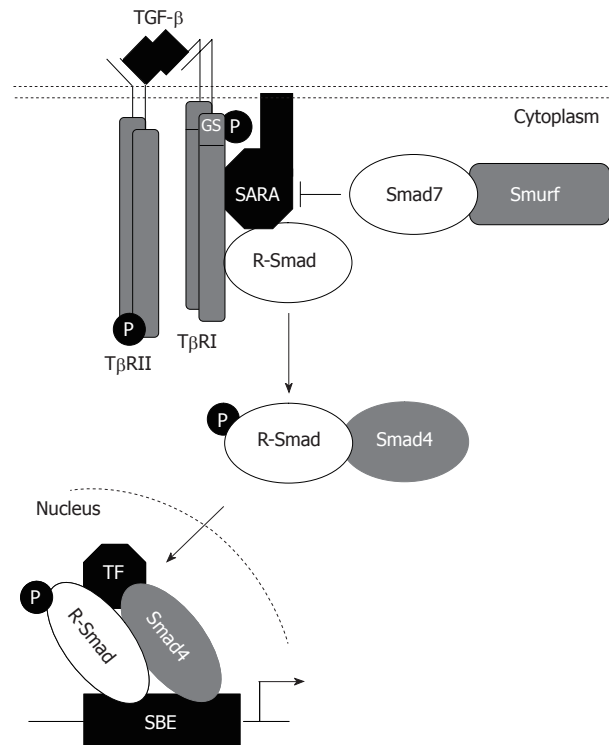 TGF-β
Cytoplasm
GS
P
SARA
Smad7
Smurf
R-Smad
P
TβRI
TβRII
P
R-Smad
Smad4
Nucleus
TF
P
R-Smad
Smad4
SBE